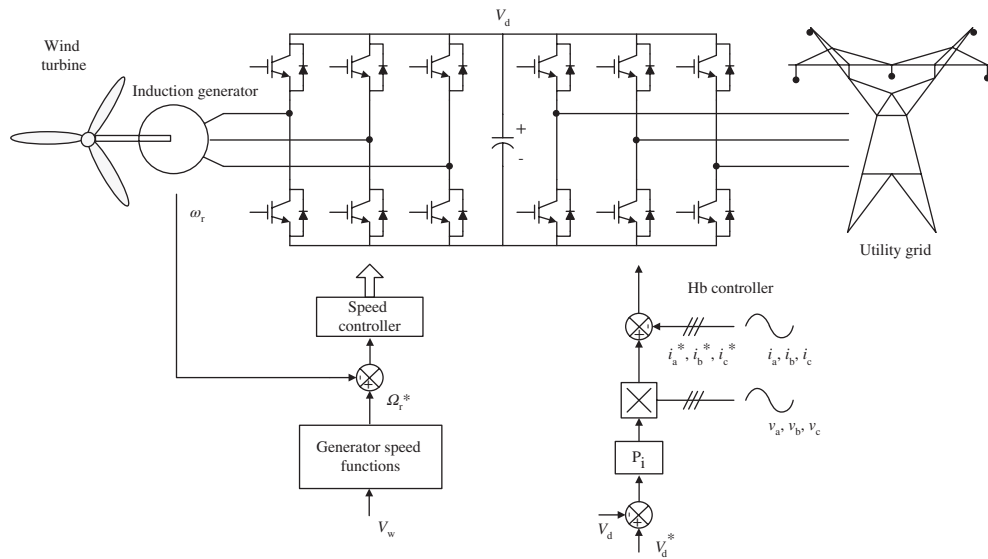 V_d
Wind
turbine
Induction generator
+
-
ω_r
Utility grid
Speed
controller
Hb controller
-
+
i_a*, i_b*, i_c*
i_a, i_b, i_c
-
+
Ω_r*
v_a, v_b, v_c
Generator speed
functions
P_i
V_w
V_d
-
+
V_d*